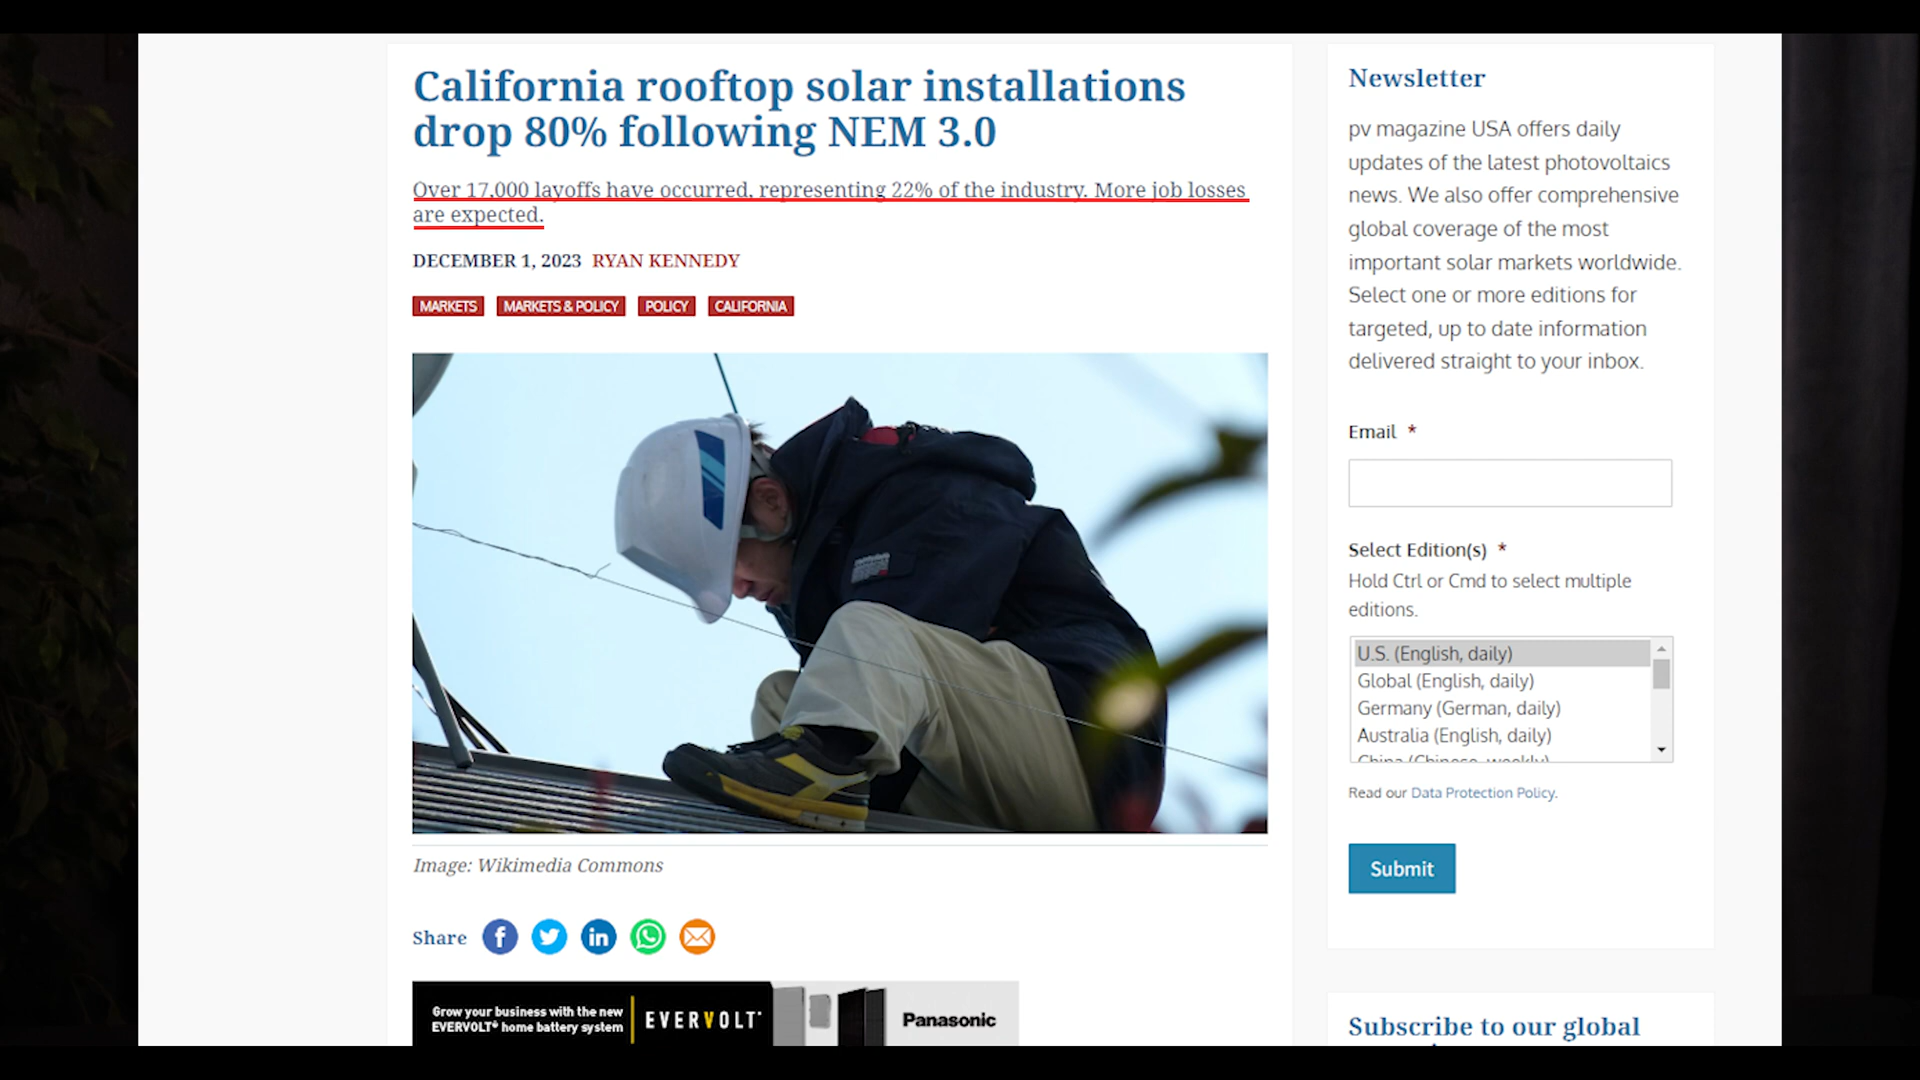 California rooftop solar installations
drop 80% following NEM 3.0
Over 17,000 layoffs have occurred, representing 22% of the industry. More job losses
are expected.
DECEMBER 1, 2023 RYAN KENNEDY
MARKETS MARKETS & POLICY POLICY CALIFORNIA
Image: Wikimedia Commons
Share
Grow your business with the new
EVERVOLT® home battery system
EVERVOLT®
Panasonic
Newsletter
pv magazine USA offers daily
updates of the latest photovoltaics
news. We also offer comprehensive
global coverage of the most
important solar markets worldwide.
Select one or more editions for
targeted, up to date information
delivered straight to your inbox.
Email *
Select Edition(s) *
Hold Ctrl or Cmd to select multiple
editions.
U.S. (English, daily)
Global (English, daily)
Germany (German, daily)
Australia (English, daily)
China (Chinese, weekly)
Read our Data Protection Policy.
Submit
Subscribe to our global